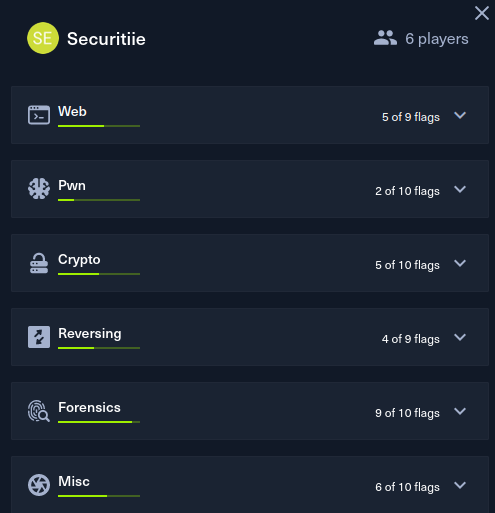 SE Securitiie 6 players
Web 5 of 9 flags
Pwn 2 of 10 flags
Crypto 5 of 10 flags
Reversing 4 of 9 flags
Forensics 9 of 10 flags
Misc 6 of 10 flags